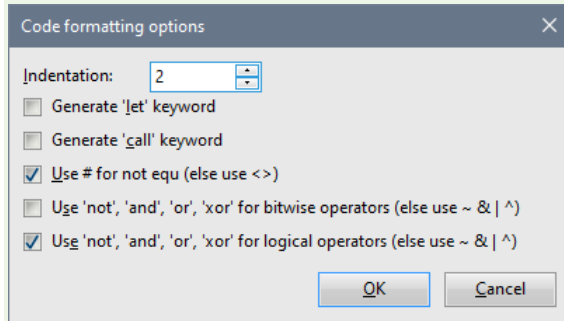 Code formatting options
Indentation: 2
Generate 'let' keyword
Generate 'call' keyword
Use # for not equ (else use <>)
Use 'not', 'and', 'or', 'xor' for bitwise operators (else use ~ & | ^)
Use 'not', 'and', 'or', 'xor' for logical operators (else use ~ & | ^)
OK Cancel